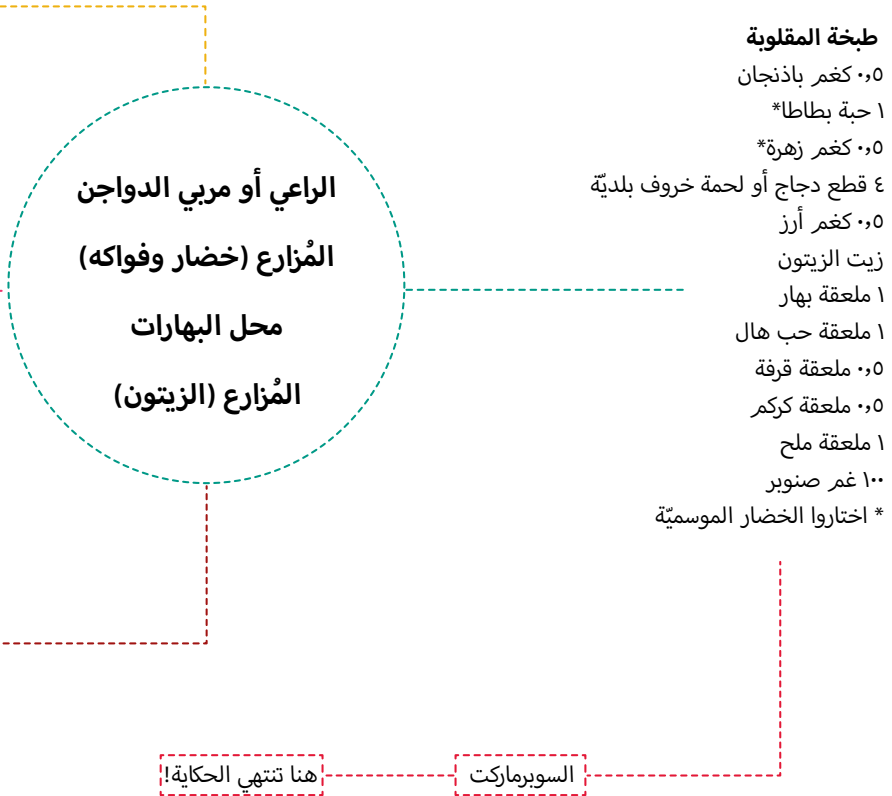 طبخة المقلوبة
٠,٥ كغم باذنجان
١ حبة بطاطا*
٠,٥ كغم زهرة*
٤ قطع دجاج أو لحمة خروف بلديّة
٠,٥ كغم أرز
زيت الزيتون
١ ملعقة بهار
١ ملعقة حب هال
٠,٥ ملعقة قرفة
٠,٥ ملعقة كركم
١ ملعقة ملح
١٠٠ غم صنوبر
* اختاروا الخضار الموسميّة
الراعي أو مربي الدواجن
المُزارع (خضار وفواكه)
محل البهارات
المُزارع (الزيتون)
السوبرماركت
هنا تنتهي الحكاية!